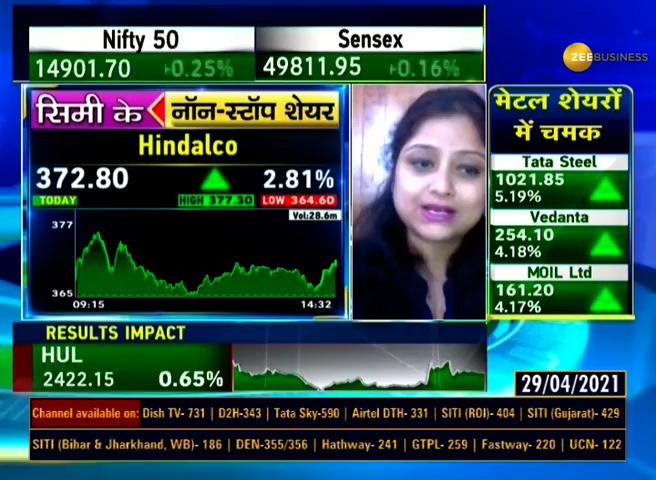 Nifty 50
Sensex
14901.70 +0.25%
49811.95 +0.16%
ZEEBUSINESS
सिमी के नॉन-स्टॉप शेयर
Hindalco
372.80 2.81%
TODAY HIGH 377.30 LOW 364.60
Vol:28.6m
377
365
09:15 14:32
मेटल शेयरों
में चमक
Tata Steel
1021.85
5.19%
Vedanta
254.10
4.18%
MOIL Ltd
161.20
4.17%
RESULTS IMPACT
HUL
2422.15 0.65%
29/04/2021
Channel available on: Dish TV- 731 | D2H-343 | Tata Sky-590 | Airtel DTH- 331 | SITI (ROI)- 404 | SITI (Gujarat)- 429
SITI (Bihar & Jharkhand, WB)- 186 | DEN-355/356 | Hathway- 241 | GTPL- 259 | Fastway- 220 | UCN- 122